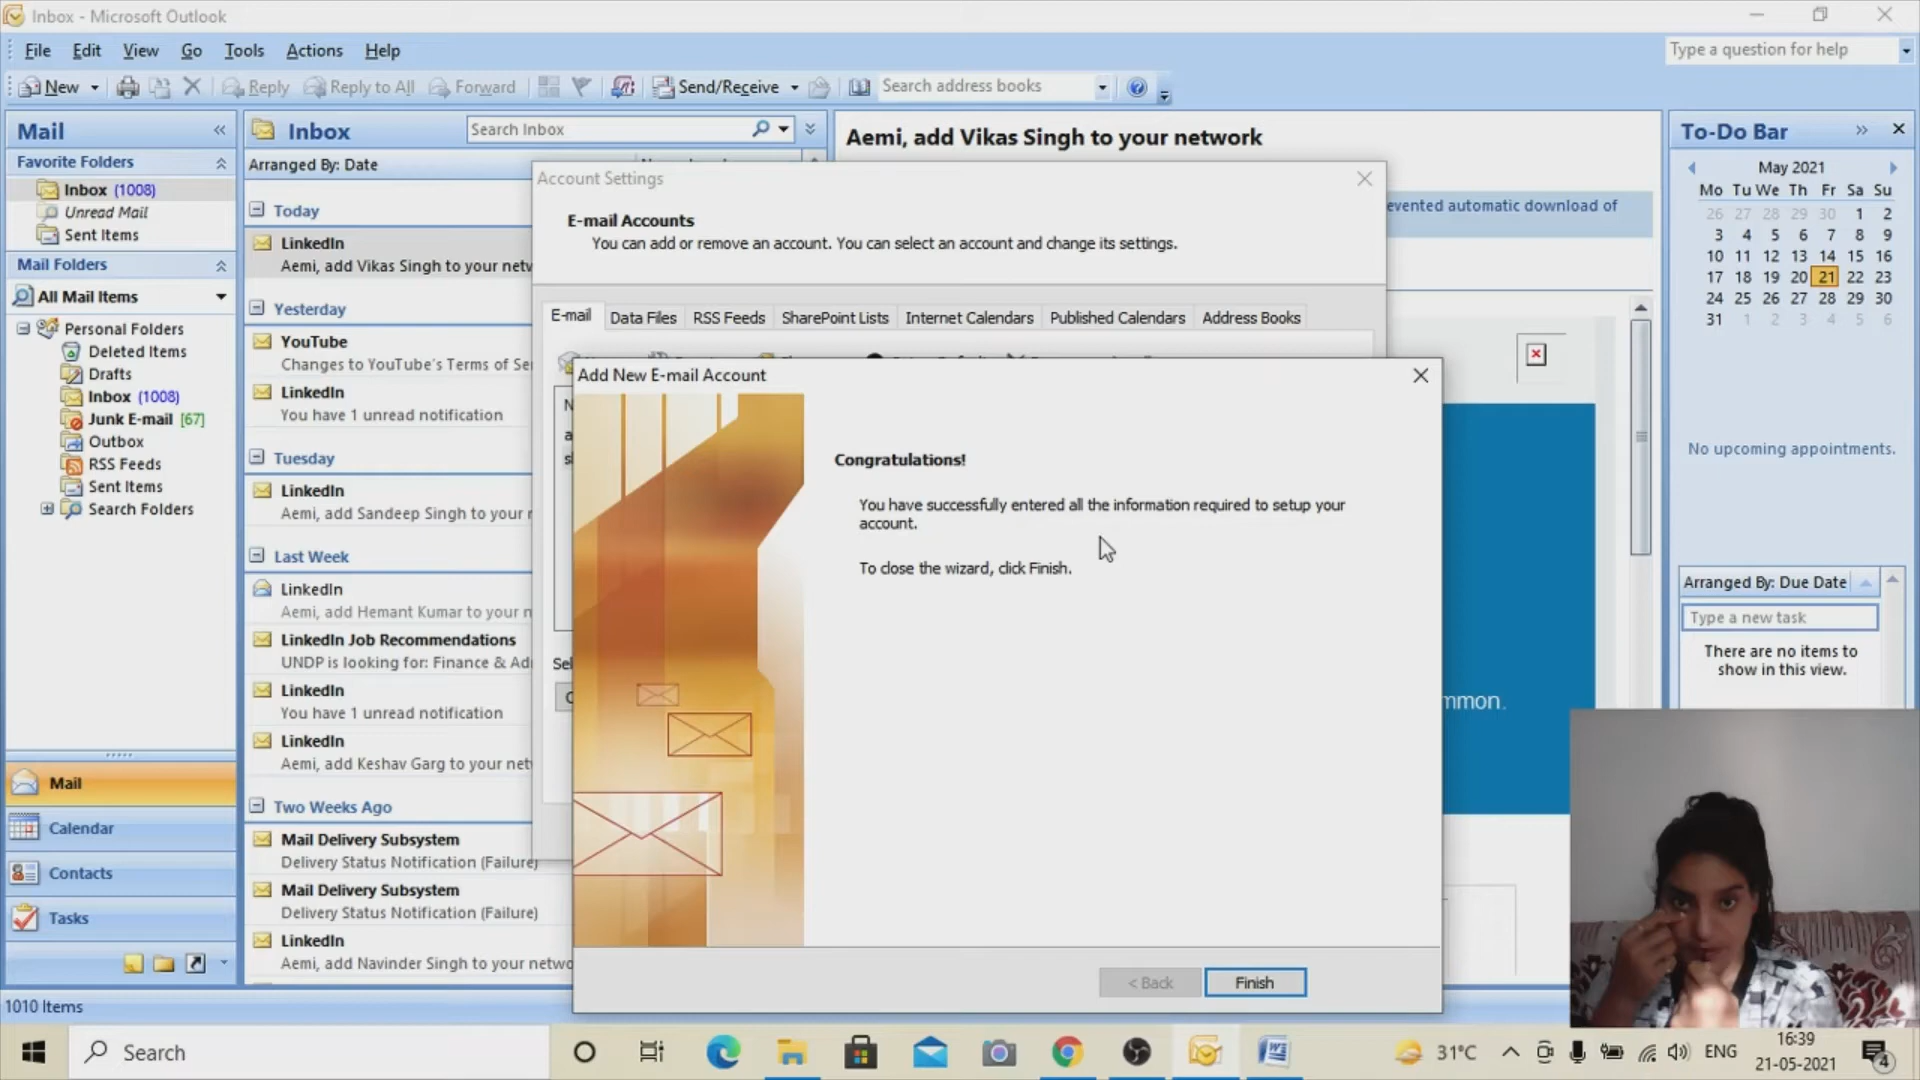 Inbox - Microsoft Outlook
File Edit View Go Tools Actions Help
Type a question for help
New Reply Reply to All Forward Send/Receive Search address books
Mail
Favorite Folders
Inbox (1008)
Unread Mail
Sent Items
Mail Folders
All Mail Items
Personal Folders
Deleted Items
Drafts
Inbox (1008)
Junk E-mail [67]
Outbox
RSS Feeds
Sent Items
Search Folders
Mail
Calendar
Contacts
Tasks
1010 Items
Inbox
Search Inbox
Arranged By: Date
Today
LinkedIn
Aemi, add Vikas Singh to your netw
Yesterday
YouTube
Changes to YouTube's Terms of Ser
LinkedIn
You have 1 unread notification
Tuesday
LinkedIn
Aemi, add Sandeep Singh to your n
Last Week
LinkedIn
Aemi, add Hemant Kumar to your n
LinkedIn Job Recommendations
UNDP is looking for: Finance & Adr
LinkedIn
You have 1 unread notification
LinkedIn
Aemi, add Keshav Garg to your netw
Two Weeks Ago
Mail Delivery Subsystem
Delivery Status Notification (Failure)
Mail Delivery Subsystem
Delivery Status Notification (Failure)
LinkedIn
Aemi, add Navinder Singh to your netwo
Aemi, add Vikas Singh to your network
evented automatic download of
mmon.
Account Settings
E-mail Accounts
You can add or remove an account. You can select an account and change its settings.
E-mail Data Files RSS Feeds SharePoint Lists Internet Calendars Published Calendars Address Books
Sel
Add New E-mail Account
Congratulations!
You have successfully entered all the information required to setup your
account.
To close the wizard, click Finish.
< Back Finish
To-Do Bar
May 2021
Mo Tu We Th Fr Sa Su
26 27 28 29 30 1 2
3 4 5 6 7 8 9
10 11 12 13 14 15 16
17 18 19 20 21 22 23
24 25 26 27 28 29 30
31 1 2 3 4 5 6
No upcoming appointments.
Arranged By: Due Date
Type a new task
There are no items to
show in this view.
Search
31°C
ENG
16:39
21-05-2021
4